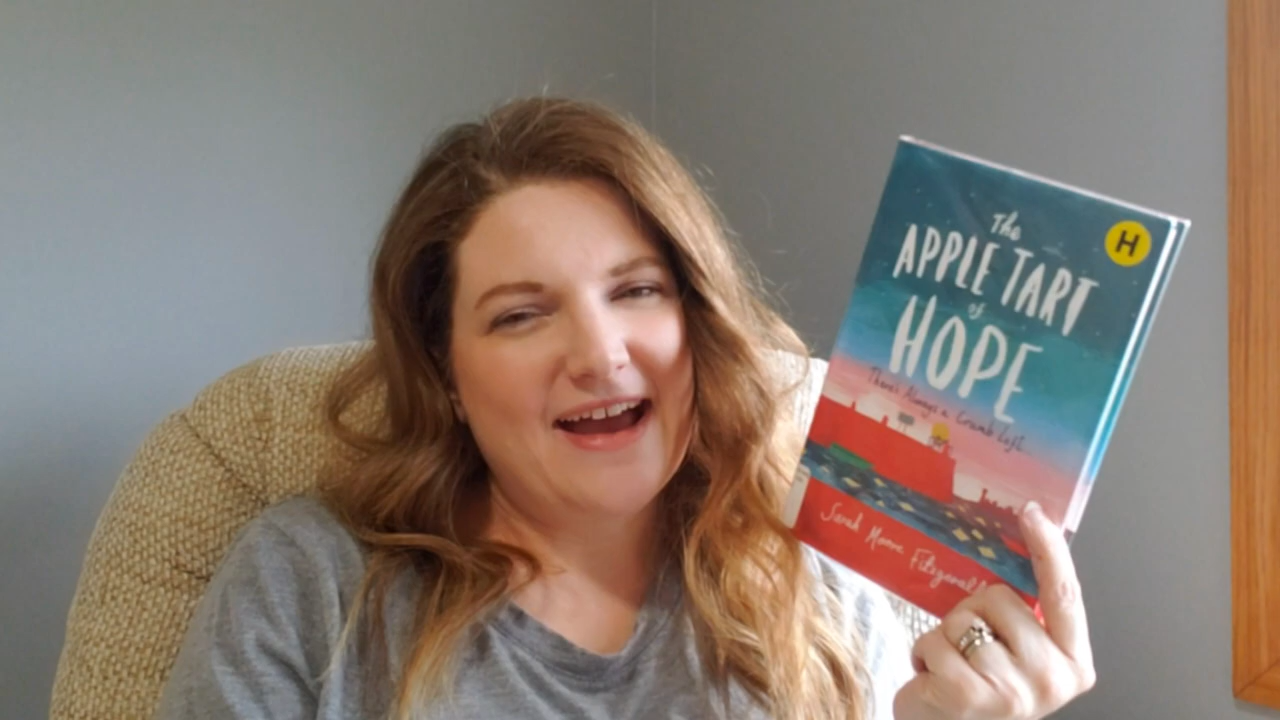 The
APPLE TART
of
HOPE
There's Always a Crumb Left...
Sarah Moore Fitzgerald
H